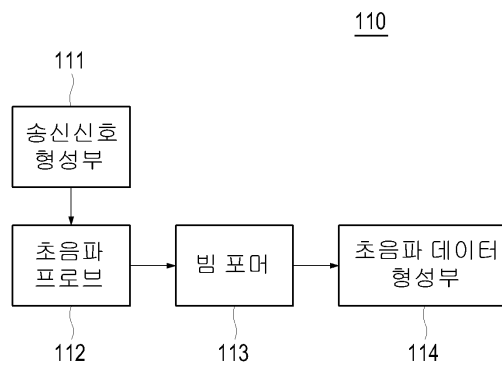 110
111
송신신호
형성부
초음파
프로브
빔 포머
초음파 데이터
형성부
112
113
114